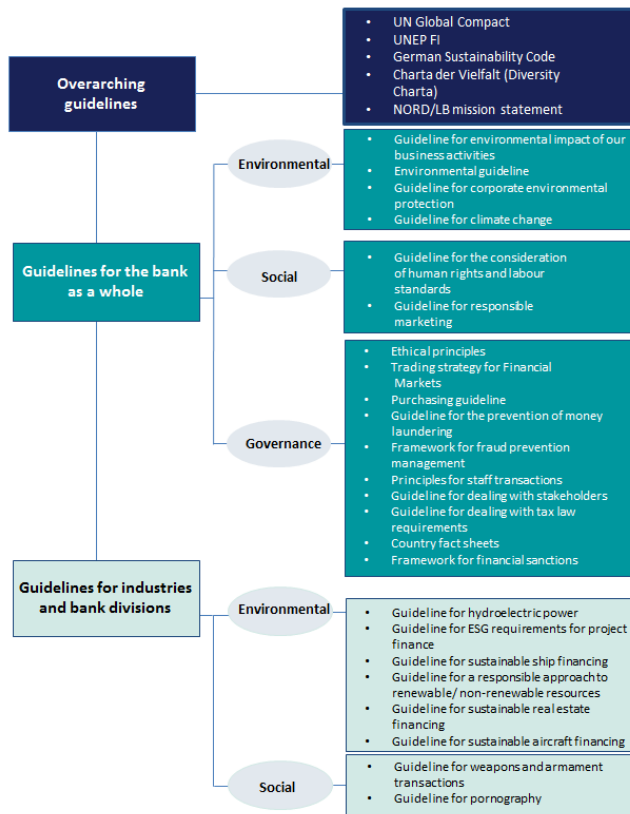 Overarching
guidelines
• UN Global Compact
• UNEP FI
• German Sustainability Code
• Charta der Vielfalt (Diversity
Charta)
• NORD/LB mission statement
Guidelines for the bank
as a whole
Environmental
• Guideline for environmental impact of our
business activities
• Environmental guideline
• Guideline for corporate environmental
protection
• Guideline for climate change
Social
• Guideline for the consideration
of human rights and labour
standards
• Guideline for responsible
marketing
Governance
• Ethical principles
• Trading strategy for Financial
Markets
• Purchasing guideline
• Guideline for the prevention of money
laundering
• Framework for fraud prevention
management
• Principles for staff transactions
• Guideline for dealing with stakeholders
• Guideline for dealing with tax law
requirements
• Country fact sheets
• Framework for financial sanctions
Guidelines for industries
and bank divisions
Environmental
• Guideline for hydroelectric power
• Guideline for ESG requirements for project
finance
• Guideline for sustainable ship financing
• Guideline for a responsible approach to
renewable/ non-renewable resources
• Guideline for sustainable real estate
financing
• Guideline for sustainable aircraft financing
Social
• Guideline for weapons and armament
transactions
• Guideline for pornography